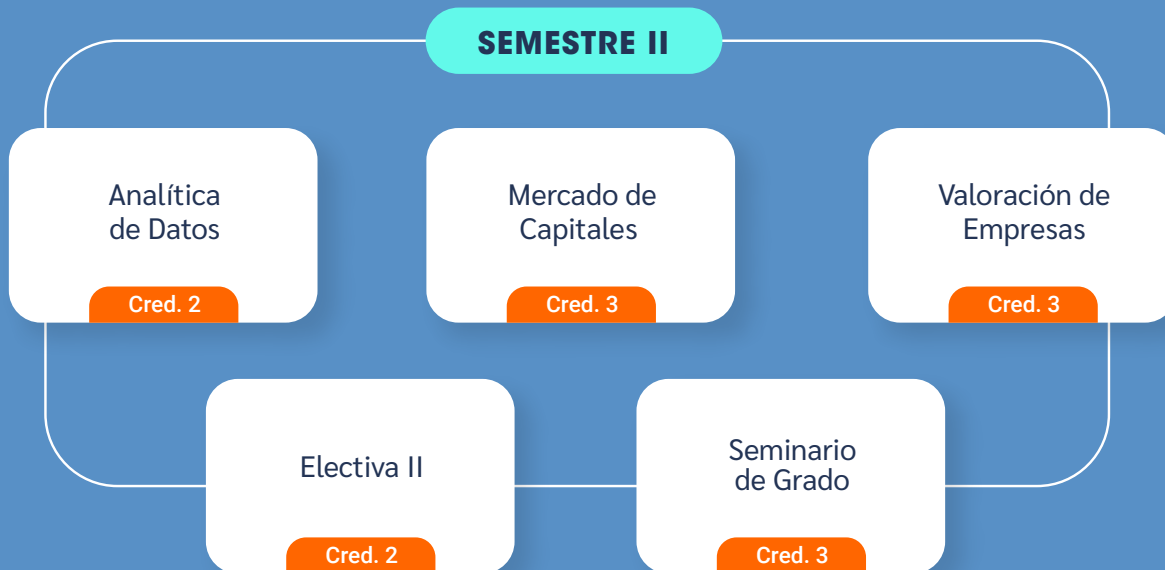 SEMESTRE II
Analítica
de Datos
Cred. 2
Mercado de
Capitales
Cred. 3
Valoración de
Empresas
Cred. 3
Electiva II
Cred. 2
Seminario
de Grado
Cred. 3